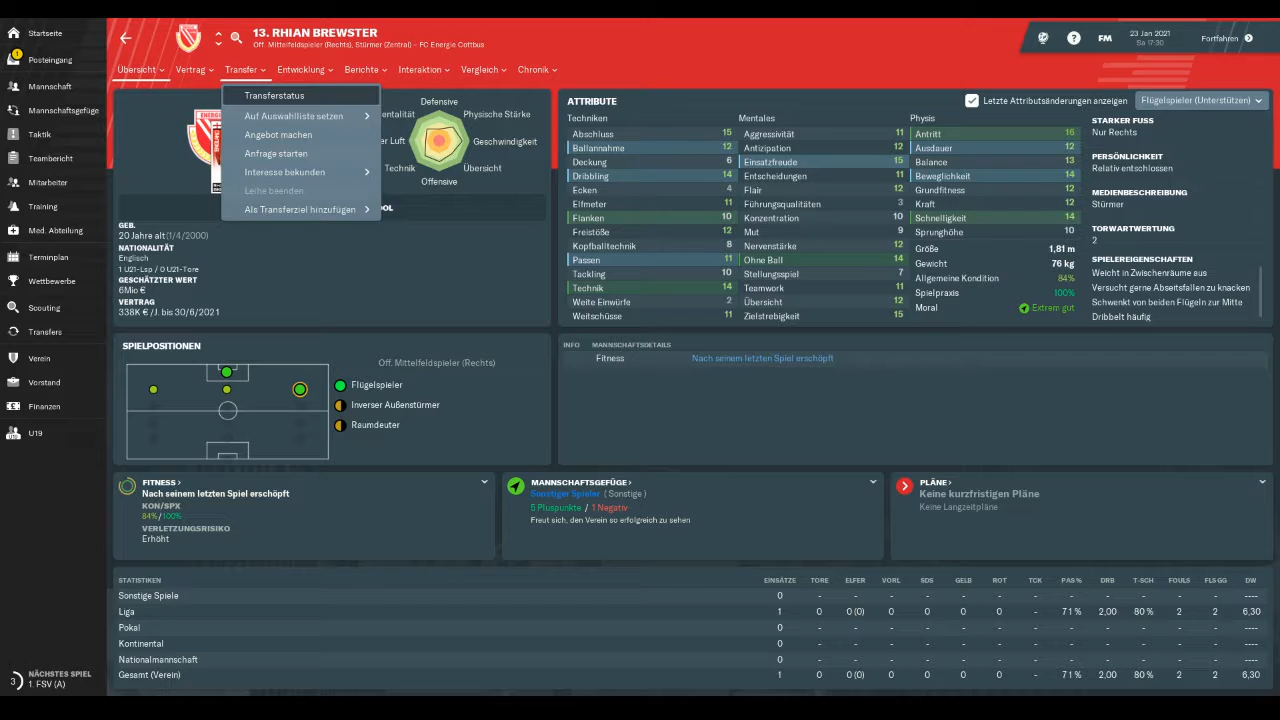 Startseite
1
Posteingang
Mannschaft
Mannschaftsgefüge
Taktik
Teambericht
Mitarbeiter
Training
Med. Abteilung
Terminplan
Wettbewerbe
Scouting
Transfers
Verein
Vorstand
Finanzen
U19
U19
3
NÄCHSTES SPIEL
1. FSV (A)
13. RHIAN BREWSTER
Off. Mittelfeldspieler (Rechts), Stürmer (Zentral) - FC Energie Cottbus
FM
23 Jan 2021
Sa 17:30
Fortfahren
Übersicht
Vertrag
Transfer
Entwicklung
Berichte
Interaktion
Vergleich
Chronik
Transferstatus
Auf Auswahlliste setzen
Angebot machen
Anfrage starten
Interesse bekunden
Leihe beenden
Als Transferziel hinzufügen
Defensive
Physische Stärke
Geschwindigkeit
Übersicht
Offensive
Technik
er Luft
entalität
OOL
GEB.
20 Jahre alt (1/4/2000)
NATIONALITÄT
Englisch
1 U21-Lsp / 0 U21-Tore
GESCHÄTZTER WERT
6Mio €
VERTRAG
338K € /J. bis 30/6/2021
ATTRIBUTE
Letzte Attributsänderungen anzeigen
Flügelspieler (Unterstützen)
Techniken
Abschluss 15
Ballannahme 12
Deckung 6
Dribbling 14
Ecken 4
Elfmeter 11
Flanken 10
Freistöße 12
Kopfballtechnik 8
Passen 11
Tackling 10
Technik 14
Weite Einwürfe 2
Weitschüsse 11
Mentales
Aggressivität 11
Antizipation 12
Einsatzfreude 15
Entscheidungen 11
Flair 12
Führungsqualitäten 3
Konzentration 10
Mut 9
Nervenstärke 12
Ohne Ball 14
Stellungsspiel 7
Teamwork 11
Übersicht 12
Zielstrebigkeit 15
Physis
Antritt 16
Ausdauer 12
Balance 13
Beweglichkeit 14
Grundfitness 12
Kraft 12
Schnelligkeit 14
Sprunghöhe 10
Größe 1,81 m
Gewicht 76 kg
Allgemeine Kondition 84%
Spielpraxis 100%
Moral Extrem gut
STARKER FUSS
Nur Rechts
PERSÖNLICHKEIT
Relativ entschlossen
MEDIENBESCHREIBUNG
Stürmer
TORWARTWERTUNG
2
SPIELEREIGENSCHAFTEN
Weicht in Zwischenräume aus
Versucht gerne Abseitsfallen zu knacken
Schwenkt von beiden Flügeln zur Mitte
Dribbelt häufig
SPIELPOSITIONEN
Off. Mittelfeldspieler (Rechts)
Flügelspieler
Inverser Außenstürmer
Raumdeuter
INFO MANNSCHAFTSDETAILS
Fitness Nach seinem letzten Spiel erschöpft
FITNESS
Nach seinem letzten Spiel erschöpft
KON/SPX
84% / 100%
VERLETZUNGSRISIKO
Erhöht
MANNSCHAFTSGEFÜGE
Sonstiger Spieler ( Sonstige )
5 Pluspunkte / 1 Negativ
Freut sich, den Verein so erfolgreich zu sehen
PLÄNE
Keine kurzfristigen Pläne
Keine Langzeitpläne
STATISTIKEN EINSÄTZE TORE ELFER VORL SDS GELB ROT TCK PAS % DRB T-SCH FOULS FLS GG DW
Sonstige Spiele 0 - - - - - - - - - - - - ----
Liga 1 0 0 (0) 0 0 0 0 - 71 % 2,00 80 % 2 2 6,30
Pokal 0 - - - - - - - - - - - - ----
Kontinental 0 - - - - - - - - - - - - ----
Nationalmannschaft 0 - - - - - - - - - - - - ----
Gesamt (Verein) 1 0 0 (0) 0 0 0 0 - 71 % 2,00 80 % 2 2 6,30